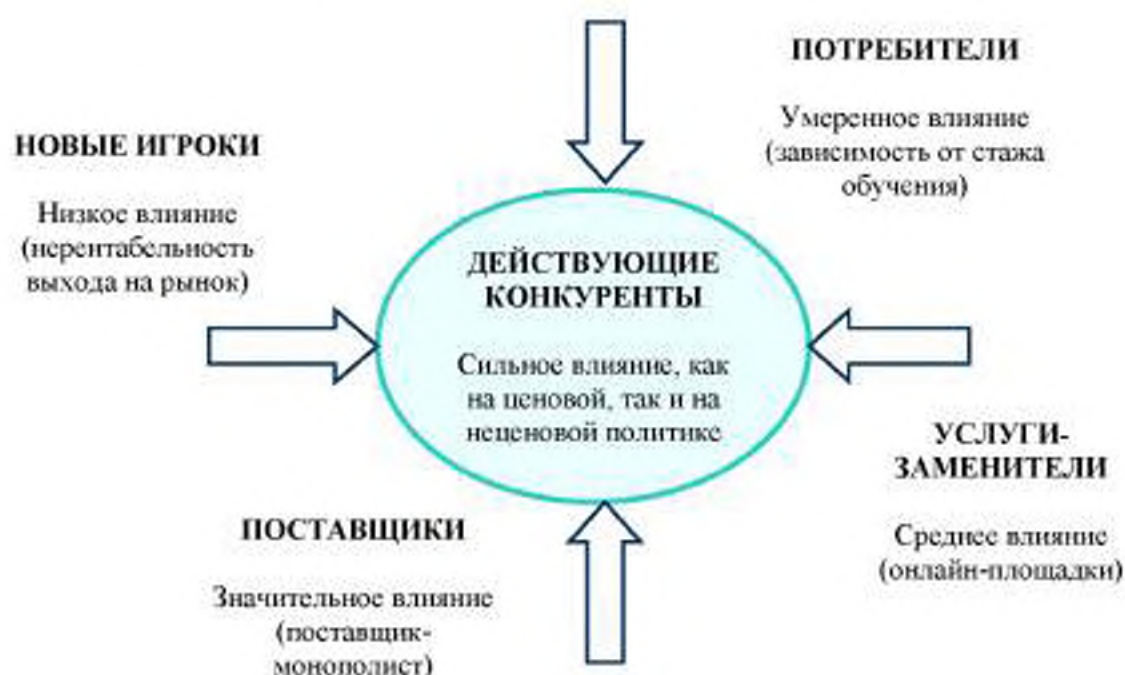 ПОТРЕБИТЕЛИ
Умеренное влияние
(зависимость от стажа
обучения)
НОВЫЕ ИГРОКИ
Низкое влияние
(нерентабельность
выхода на рынок)
ДЕЙСТВУЮЩИЕ
КОНКУРЕНТЫ
Сильное влияние, как
на ценовой, так и на
неценовой политике
УСЛУГИ-
ЗАМЕНИТЕЛИ
Среднее влияние
(онлайн-площадки)
ПОСТАВЩИКИ
Значительное влияние
(поставщик-
монополист)